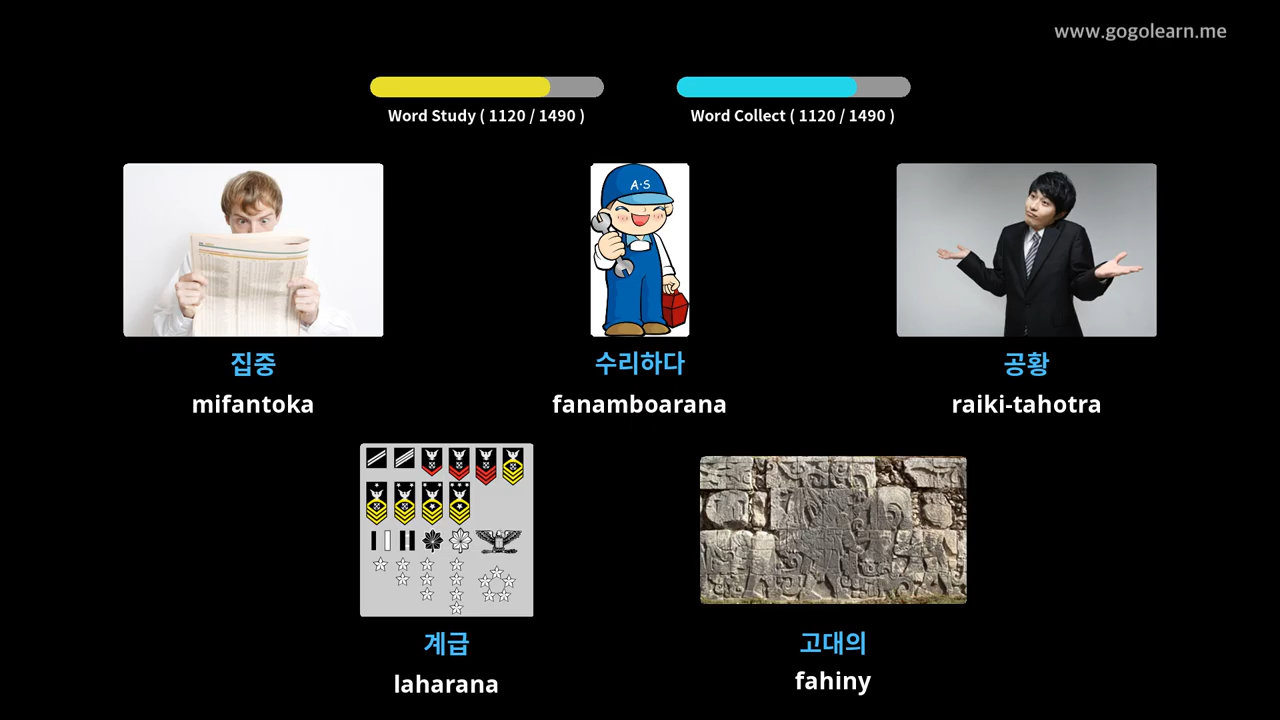 www.gogolearn.me
Word Study ( 1120 / 1490 )
Word Collect ( 1120 / 1490 )
A·S
집중
mifantoka
수리하다
fanamboarana
공황
raiki-tahotra
계급
laharana
고대의
fahiny